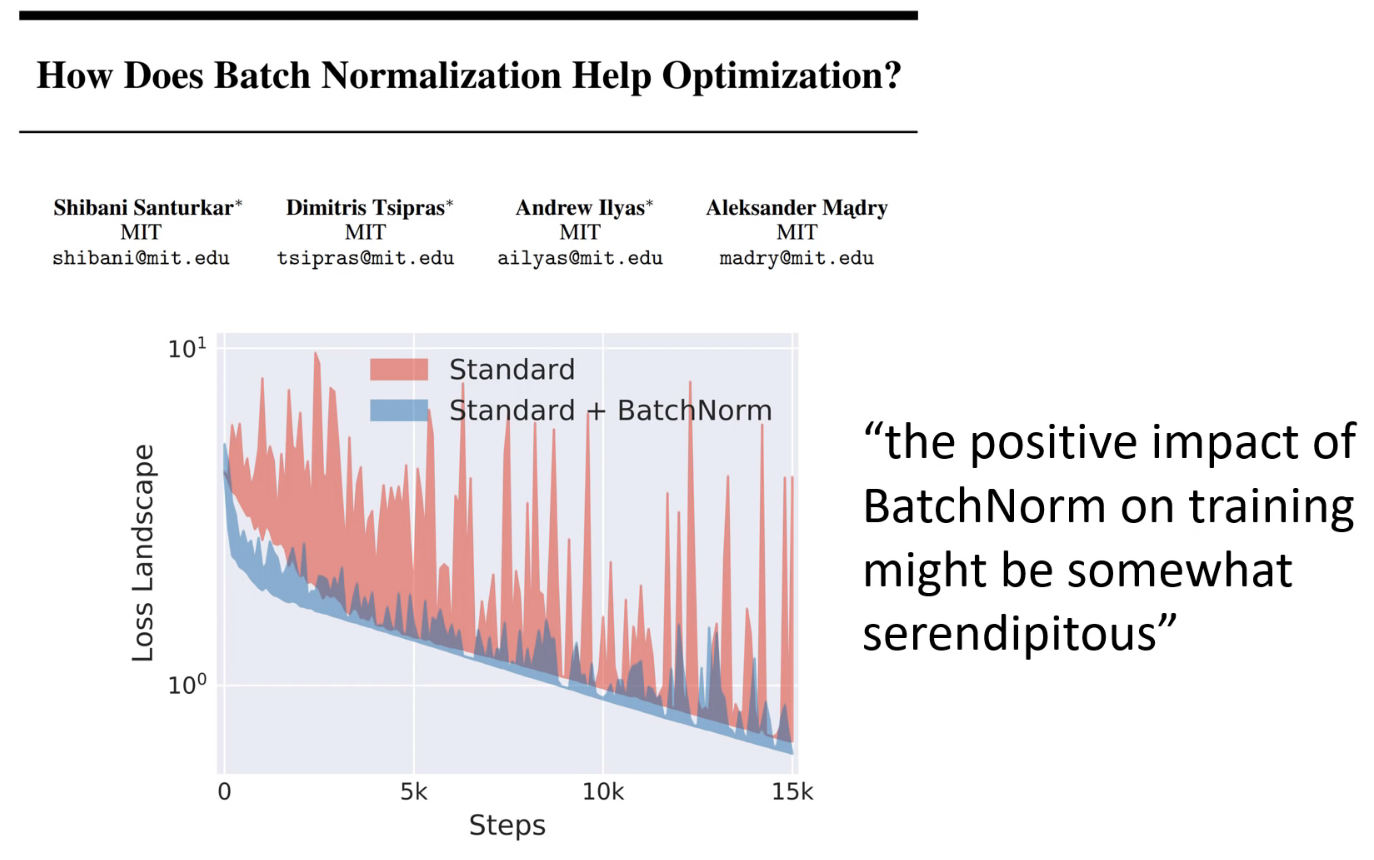 How Does Batch Normalization Help Optimization?
Shibani Santurkar* Dimitris Tsipras* Andrew Ilyas* Aleksander Mądry
MIT MIT MIT MIT
shibani@mit.edu tsipras@mit.edu ailyas@mit.edu madry@mit.edu
10¹
Standard
Standard + BatchNorm
Loss Landscape
10⁰
0 5k 10k 15k
Steps
“the positive impact of
BatchNorm on training
might be somewhat
serendipitous”